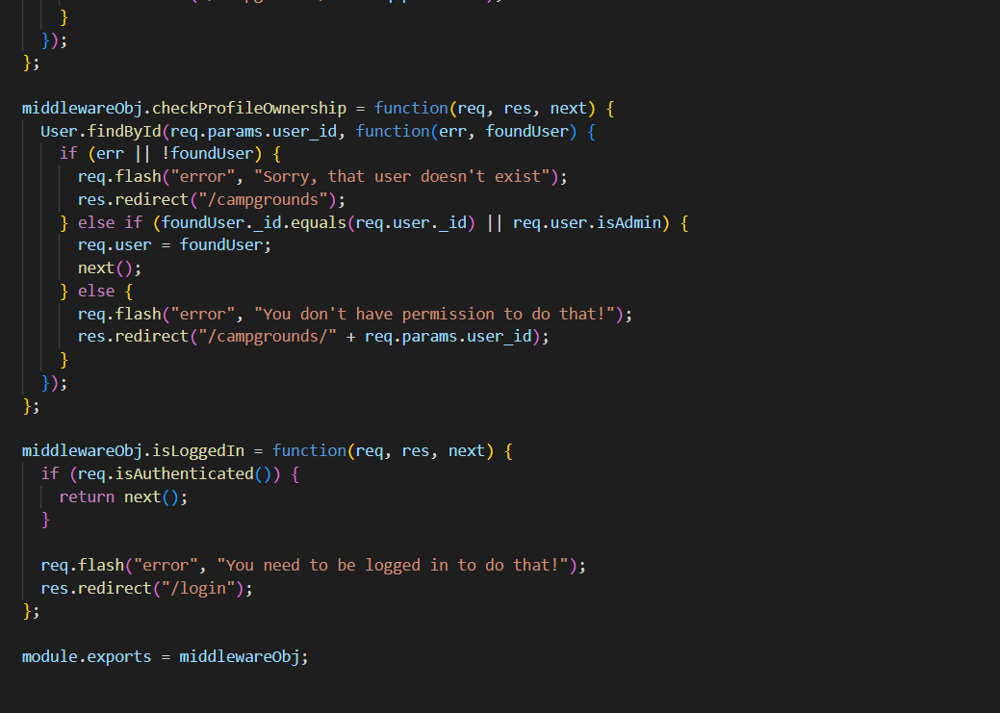 }
});
};
middlewareObj.checkProfileOwnership = function(req, res, next) {
User.findById(req.params.user_id, function(err, foundUser) {
if (err || !foundUser) {
req.flash("error", "Sorry, that user doesn't exist");
res.redirect("/campgrounds");
} else if (foundUser._id.equals(req.user._id) || req.user.isAdmin) {
req.user = foundUser;
next();
} else {
req.flash("error", "You don't have permission to do that!");
res.redirect("/campgrounds/" + req.params.user_id);
}
});
};
middlewareObj.isLoggedIn = function(req, res, next) {
if (req.isAuthenticated()) {
return next();
}
req.flash("error", "You need to be logged in to do that!");
res.redirect("/login");
};
module.exports = middlewareObj;